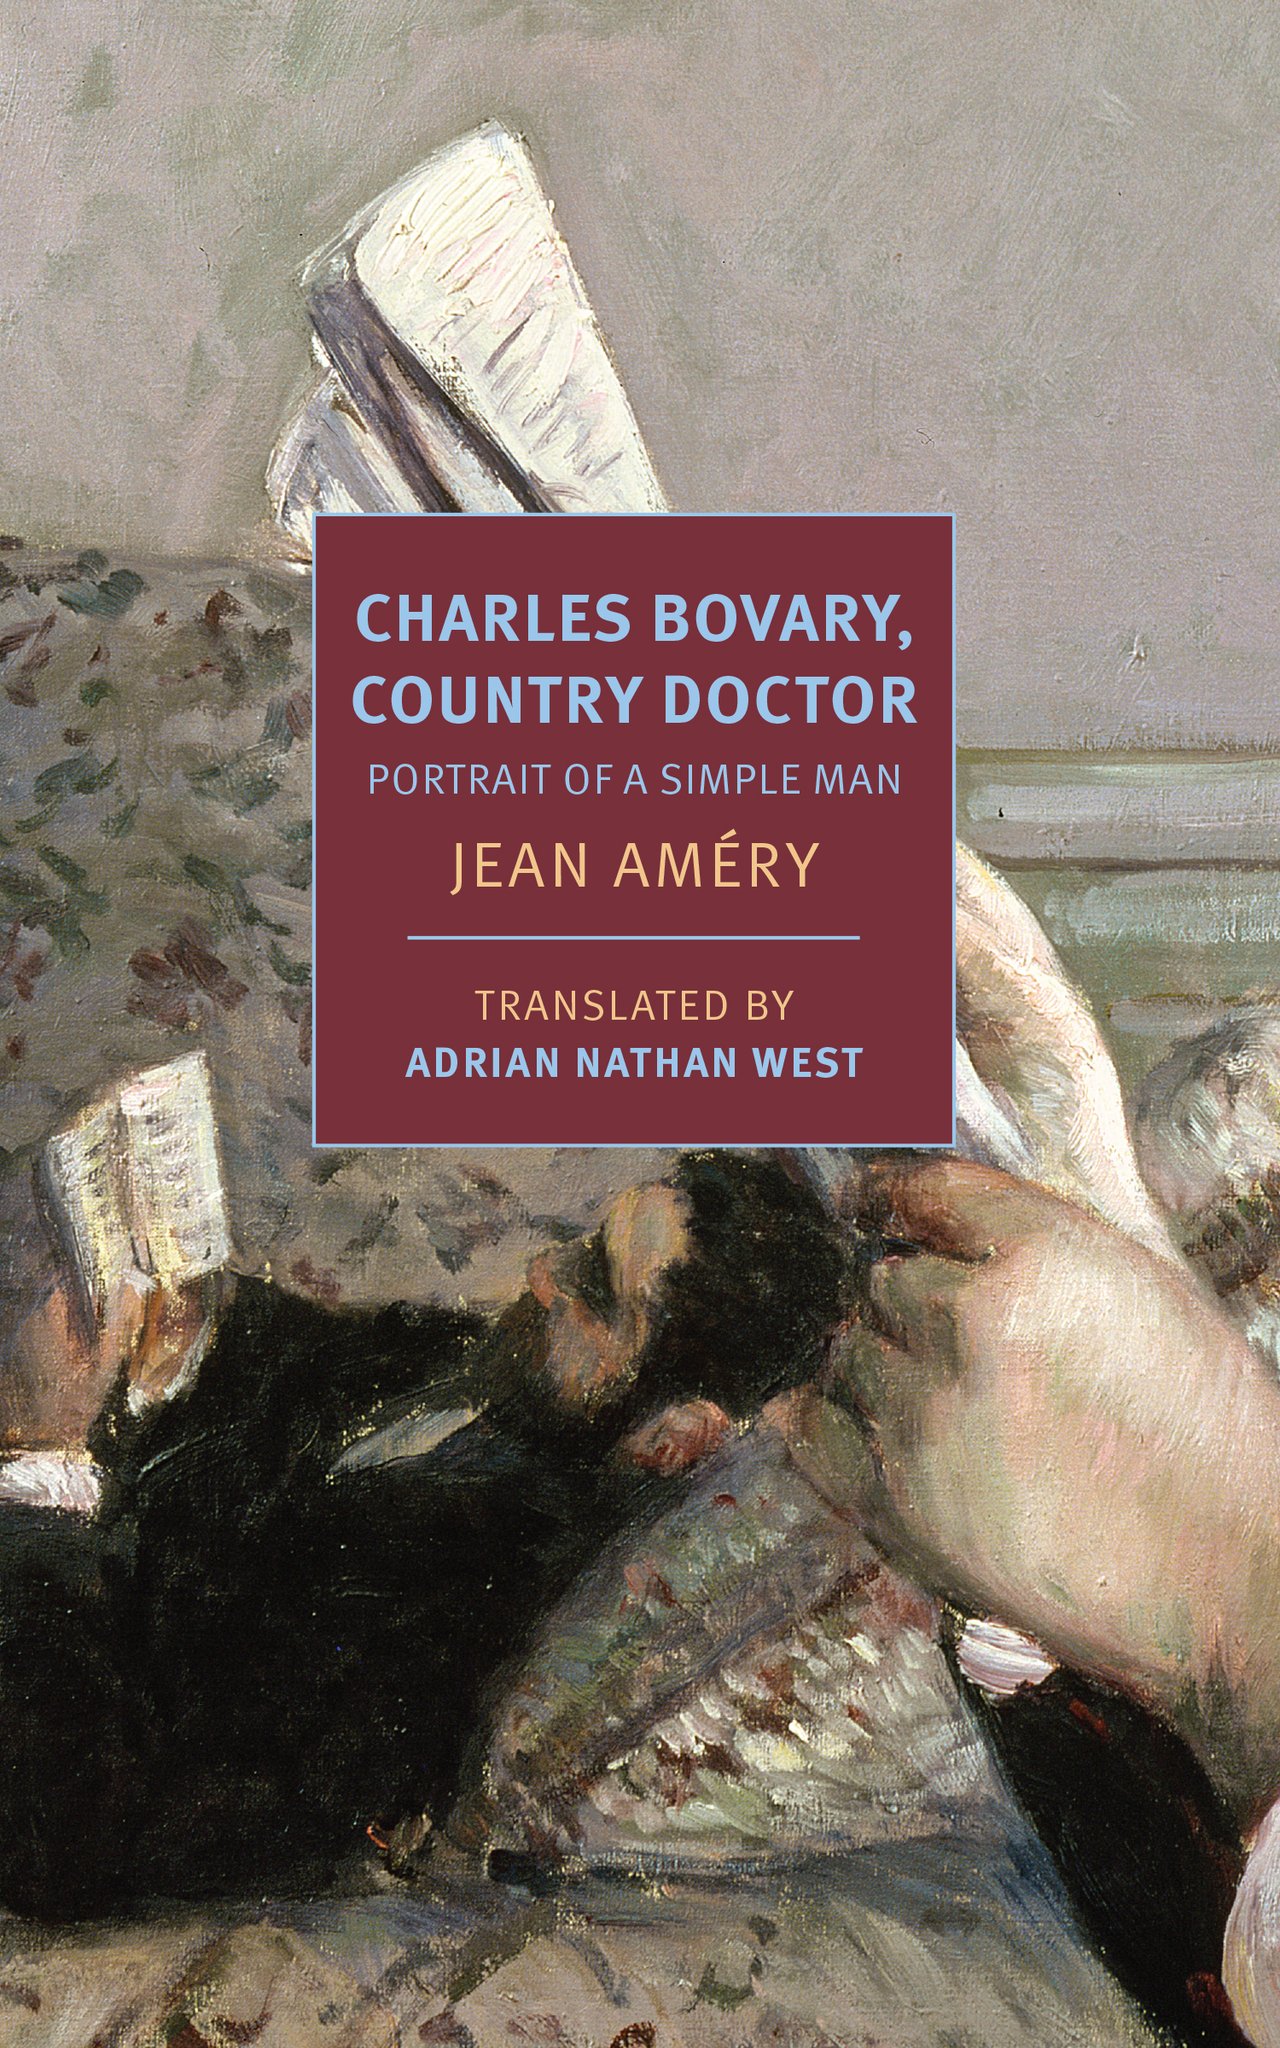 CHARLES BOVARY,
COUNTRY DOCTOR
PORTRAIT OF A SIMPLE MAN
JEAN AMÉRY
TRANSLATED BY
ADRIAN NATHAN WEST